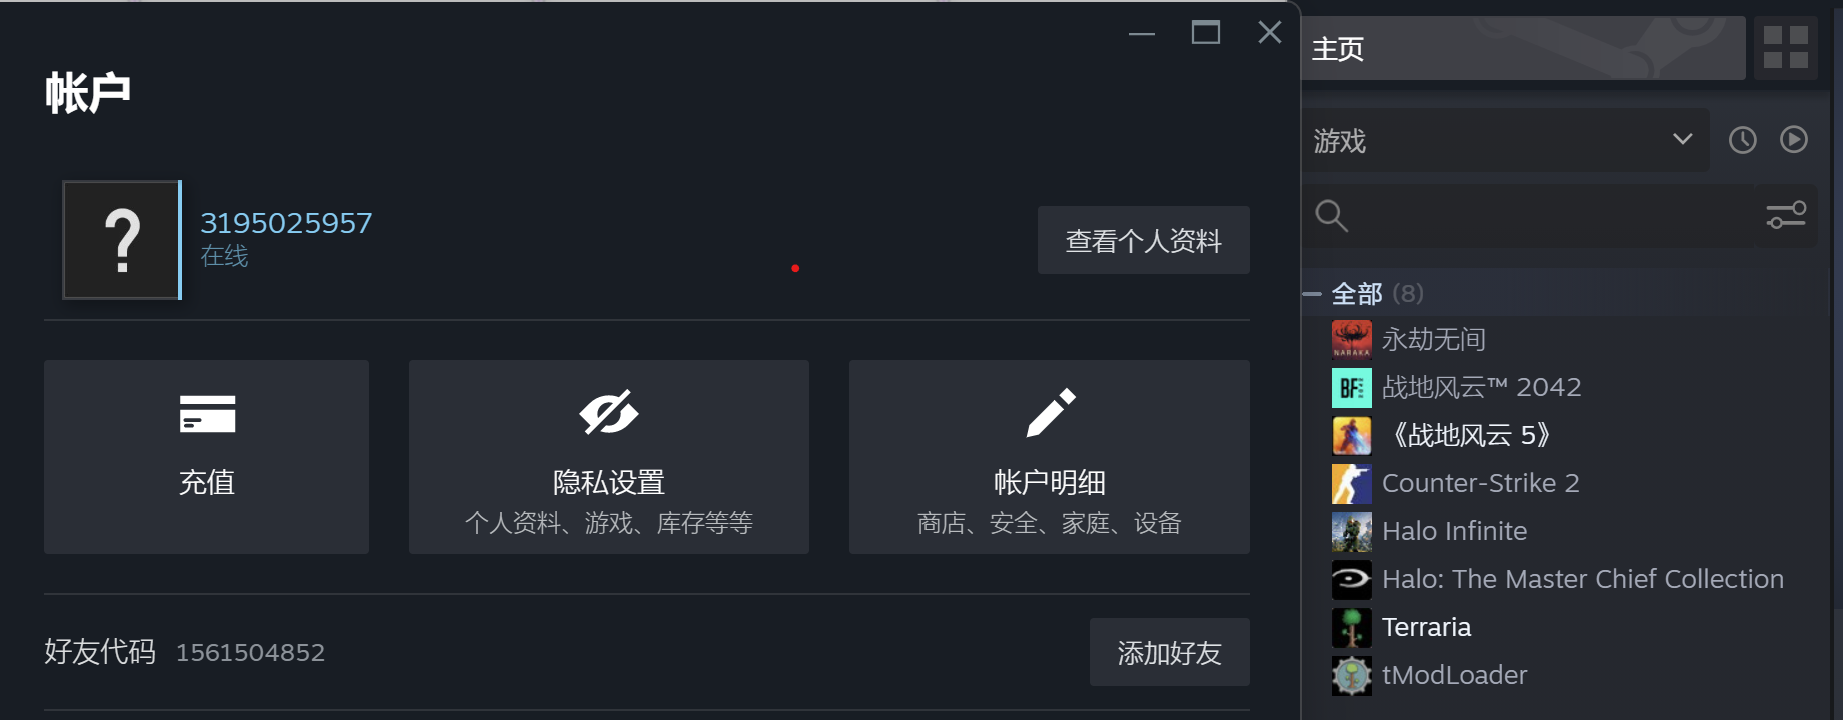 帐户
3195025957
在线
查看个人资料
充值
隐私设置
个人资料、游戏、库存等等
帐户明细
商店、安全、家庭、设备
好友代码 1561504852
添加好友
主页
游戏
全部 (8)
NARAKA
永劫无间
BF
战地风云™ 2042
《战地风云 5》
Counter-Strike 2
Halo Infinite
Halo: The Master Chief Collection
Terraria
tModLoader